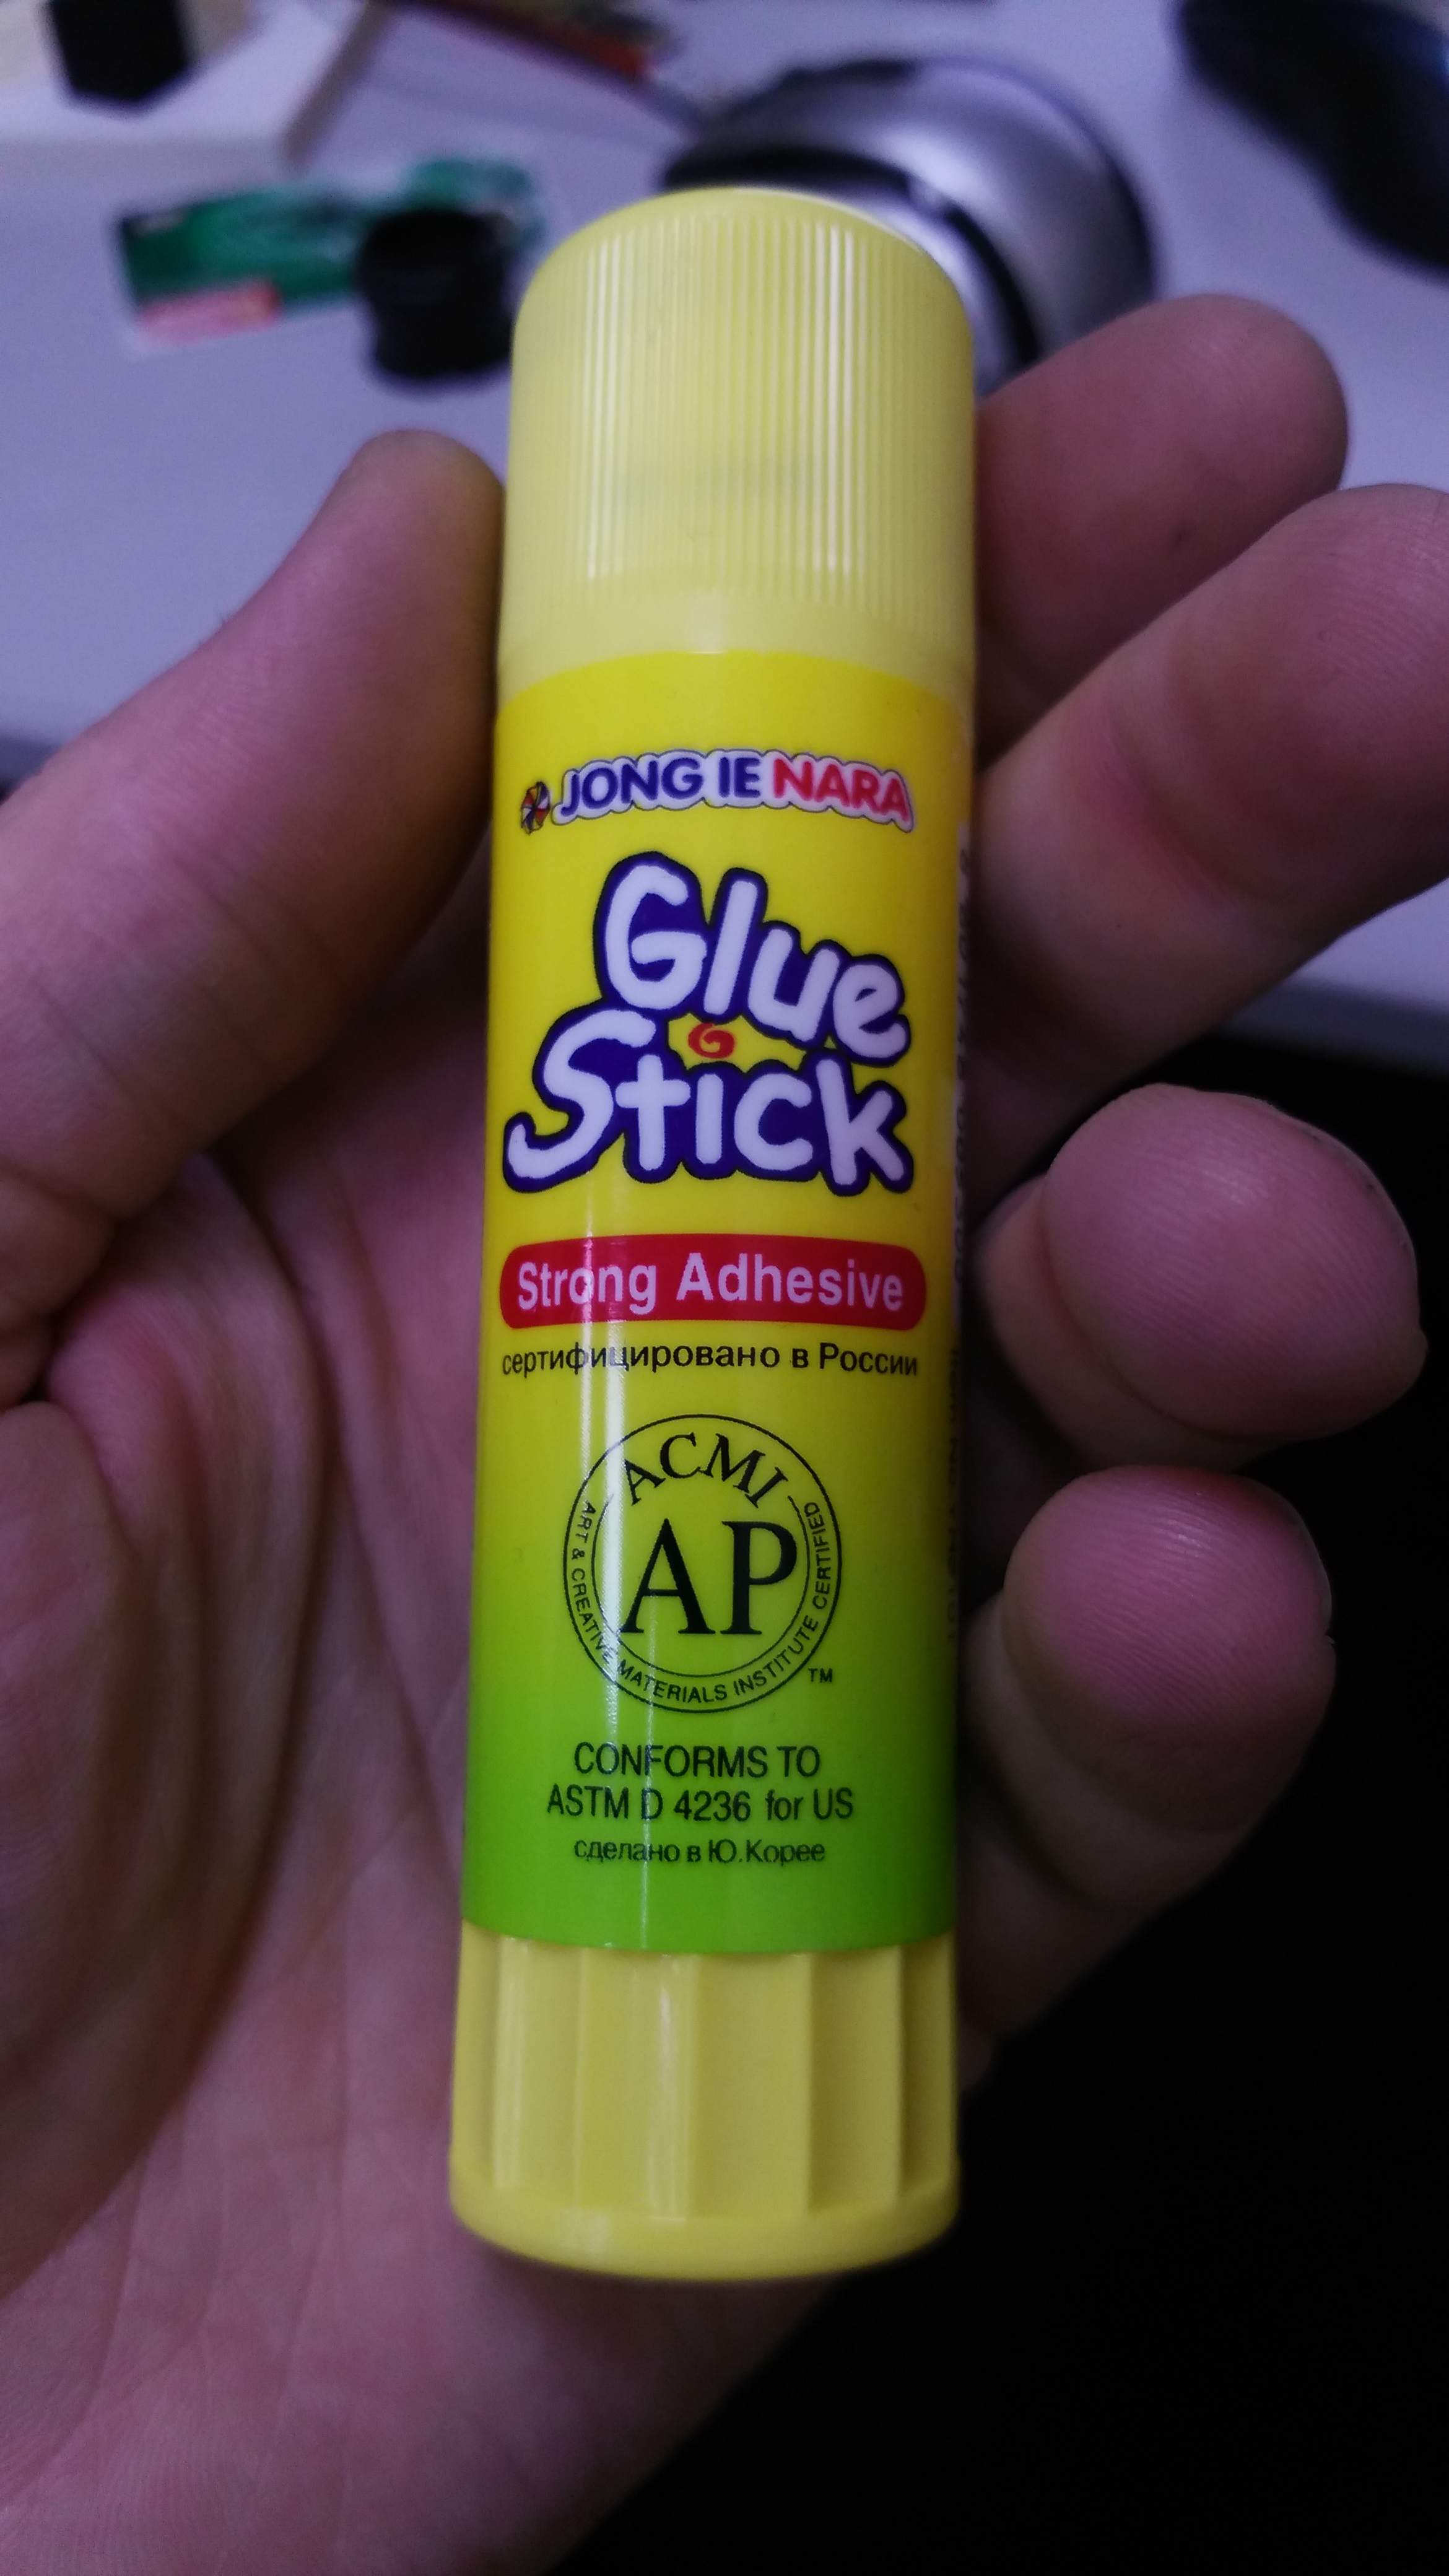 JONG IE NARA
Glue
Stick
Strong Adhesive
сертифицировано в России
ACMI
AP
ART & CREATIVE MATERIALS INSTITUTE CERTIFIED
TM
CONFORMS TO
ASTM D 4236 for US
сделано в Ю.Корее